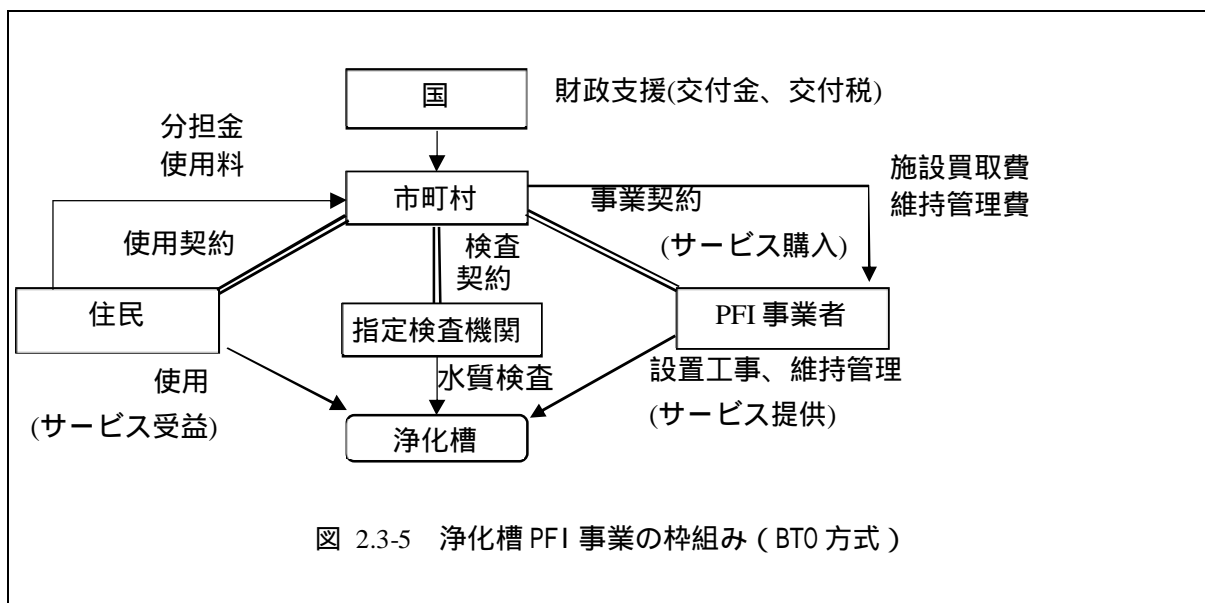 国
財政支援(交付金、交付税)
分担金
使用料
市町村
施設買取費
維持管理費
事業契約
使用契約
検査
契約
(サービス購入)
住民
指定検査機関
PFI 事業者
使用
(サービス受益)
水質検査
設置工事、維持管理
(サービス提供)
浄化槽
図 2.3-5 浄化槽 PFI 事業の枠組み(BTO 方式)